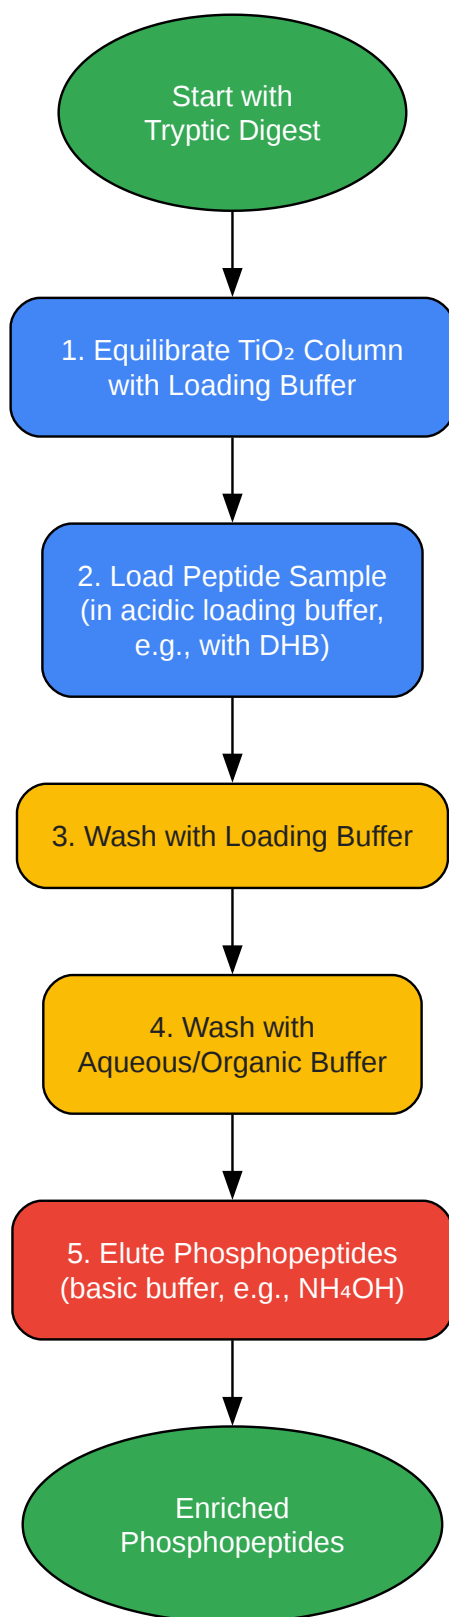 Start with
Tryptic Digest
1. Equilibrate TiO₂ Column
with Loading Buffer
2. Load Peptide Sample
(in acidic loading buffer,
e.g., with DHB)
3. Wash with Loading Buffer
4. Wash with
Aqueous/Organic Buffer
5. Elute Phosphopeptides
(basic buffer, e.g., NH₄OH)
Enriched
Phosphopeptides